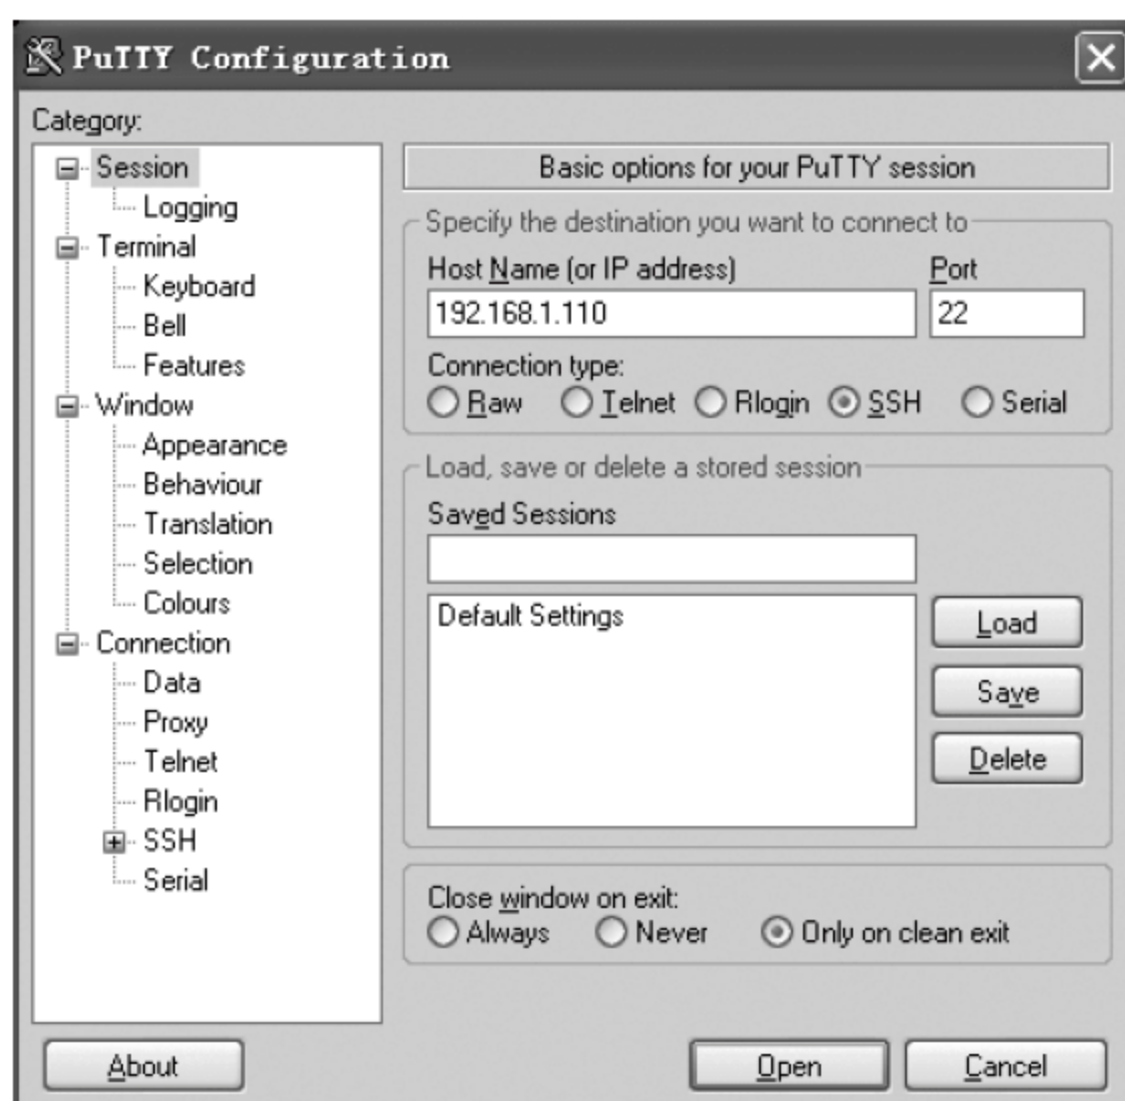 PuTTY Configuration
Category:
Session
Logging
Terminal
Keyboard
Bell
Features
Window
Appearance
Behaviour
Translation
Selection
Colours
Connection
Data
Proxy
Telnet
Rlogin
SSH
Serial
Basic options for your PuTTY session
Specify the destination you want to connect to
Host Name (or IP address) Port
192.168.1.110 22
Connection type:
Raw Telnet Rlogin SSH Serial
Load, save or delete a stored session
Saved Sessions
Default Settings
Load
Save
Delete
Close window on exit:
Always Never Only on clean exit
About Open Cancel